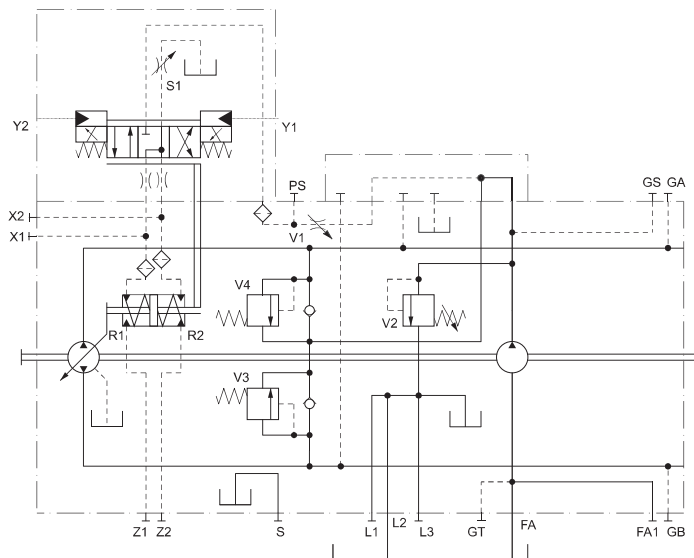 S1
Y2
Y1
PS
GS GA
X2
X1
V1
V4
V2
R1 R2
V3
Z1 Z2 S L1 L2 L3 GT FA FA1 GB